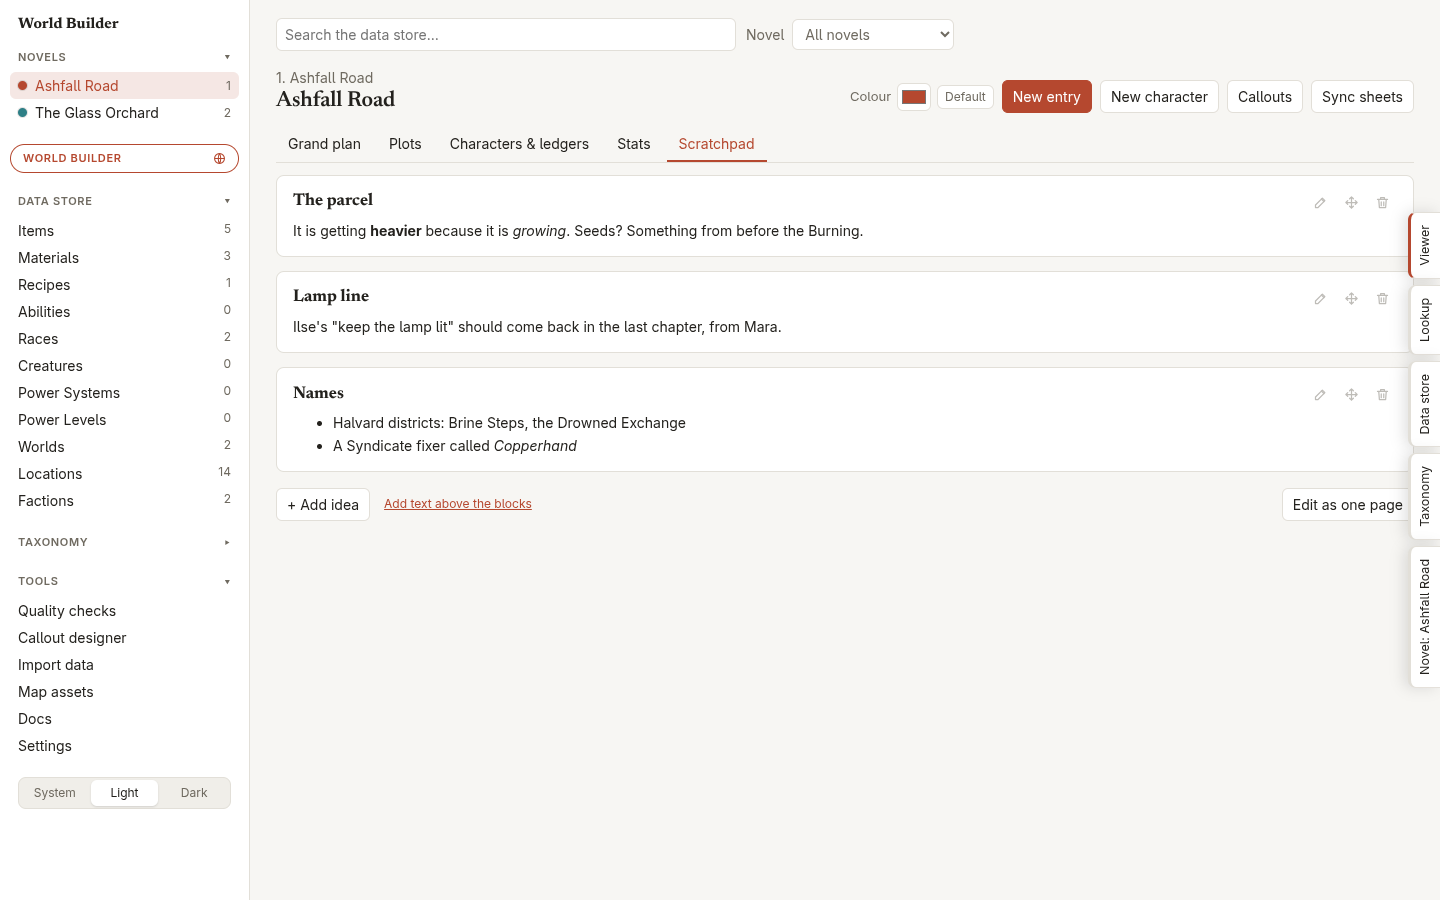 World Builder
NOVELS
Ashfall Road 1
The Glass Orchard 2
WORLD BUILDER
DATA STORE
Items 5
Materials 3
Recipes 1
Abilities 0
Races 2
Creatures 0
Power Systems 0
Power Levels 0
Worlds 2
Locations 14
Factions 2
TAXONOMY
TOOLS
Quality checks
Callout designer
Import data
Map assets
Docs
Settings
System Light Dark
Search the data store... Novel All novels
1. Ashfall Road
Ashfall Road
Colour Default New entry New character Callouts Sync sheets
Grand plan Plots Characters & ledgers Stats Scratchpad
The parcel
It is getting heavier because it is growing. Seeds? Something from before the Burning.
Lamp line
Ilse's "keep the lamp lit" should come back in the last chapter, from Mara.
Names
• Halvard districts: Brine Steps, the Drowned Exchange
• A Syndicate fixer called Copperhand
+ Add idea Add text above the blocks Edit as one page
Viewer
Lookup
Data store
Taxonomy
Novel: Ashfall Road